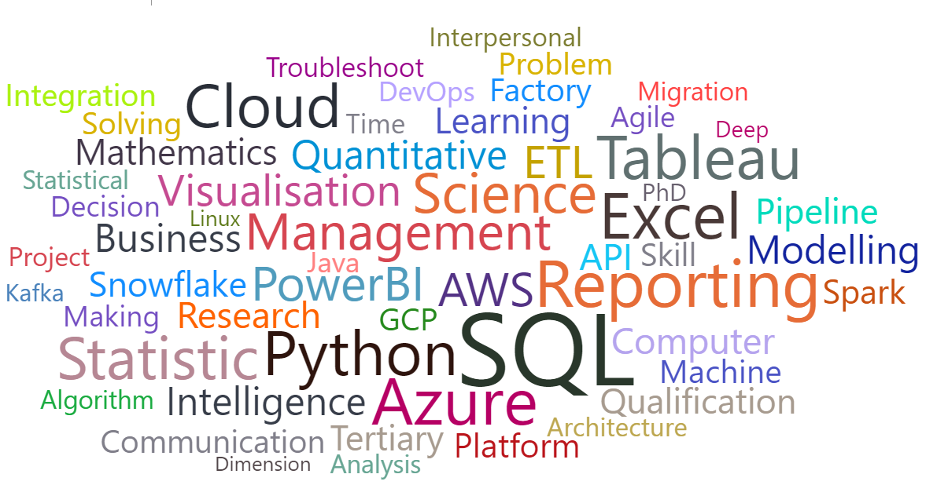 Interpersonal
Troubleshoot Problem
Integration Cloud DevOps Factory Migration
Solving Time Learning Agile Deep
Mathematics Quantitative ETL Tableau
Statistical Visualisation Science PhD
Decision Linux Excel Pipeline
Business Management API Skill Modelling
Project Java
Kafka Snowflake PowerBI AWS Reporting Spark
Making Research GCP
Statistic Python SQL Computer
Machine
Algorithm Intelligence Azure Qualification
Communication Tertiary Platform Architecture
Dimension Analysis